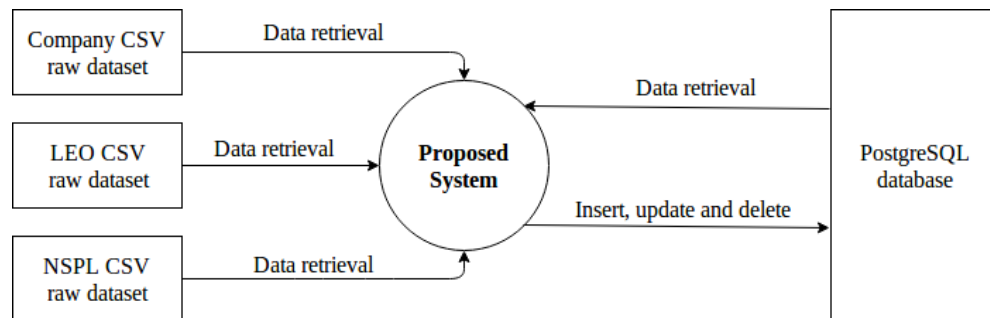 Company CSV
raw dataset
Data retrieval
LEO CSV
raw dataset
Data retrieval
NSPL CSV
raw dataset
Data retrieval
Proposed
System
Data retrieval
Insert, update and delete
PostgreSQL
database